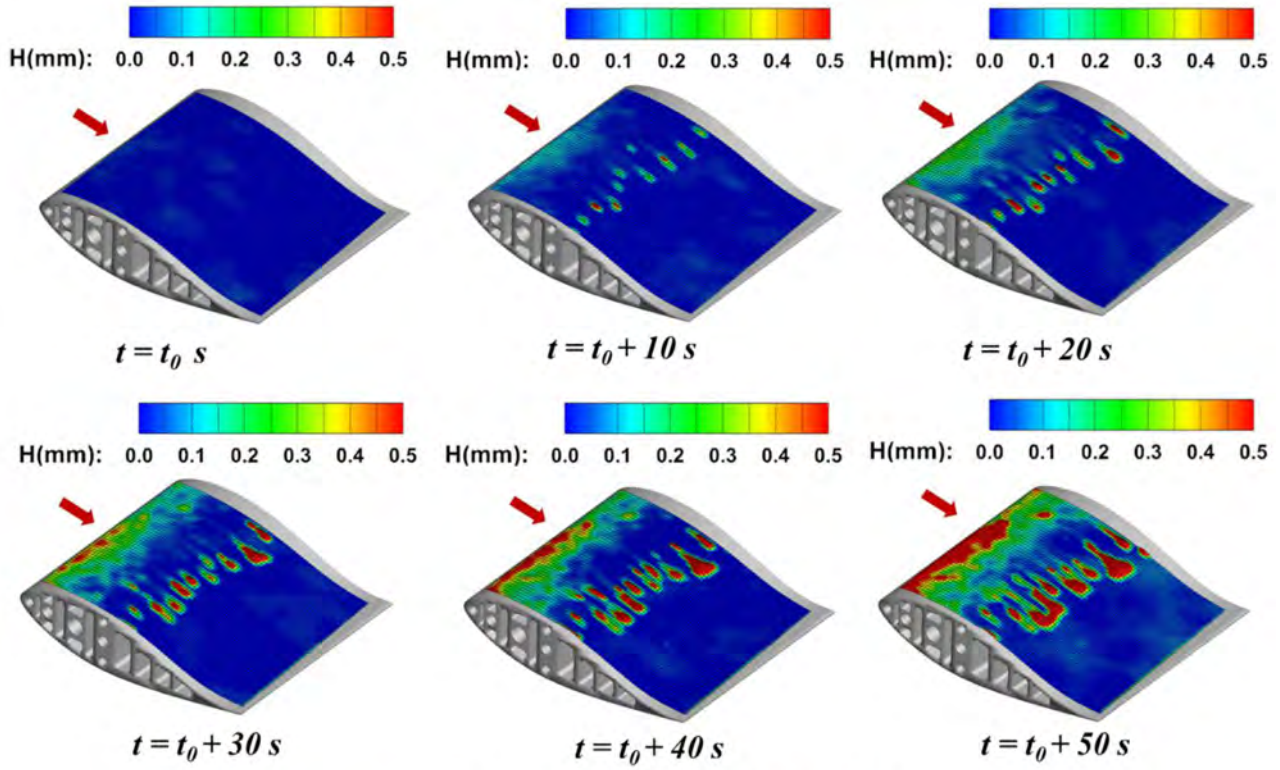 H(mm): 0.0 0.1 0.2 0.3 0.4 0.5
H(mm): 0.0 0.1 0.2 0.3 0.4 0.5
H(mm): 0.0 0.1 0.2 0.3 0.4 0.5
t = t₀ s
t = t₀ + 10 s
t = t₀ + 20 s
H(mm): 0.0 0.1 0.2 0.3 0.4 0.5
H(mm): 0.0 0.1 0.2 0.3 0.4 0.5
H(mm): 0.0 0.1 0.2 0.3 0.4 0.5
t = t₀ + 30 s
t = t₀ + 40 s
t = t₀ + 50 s